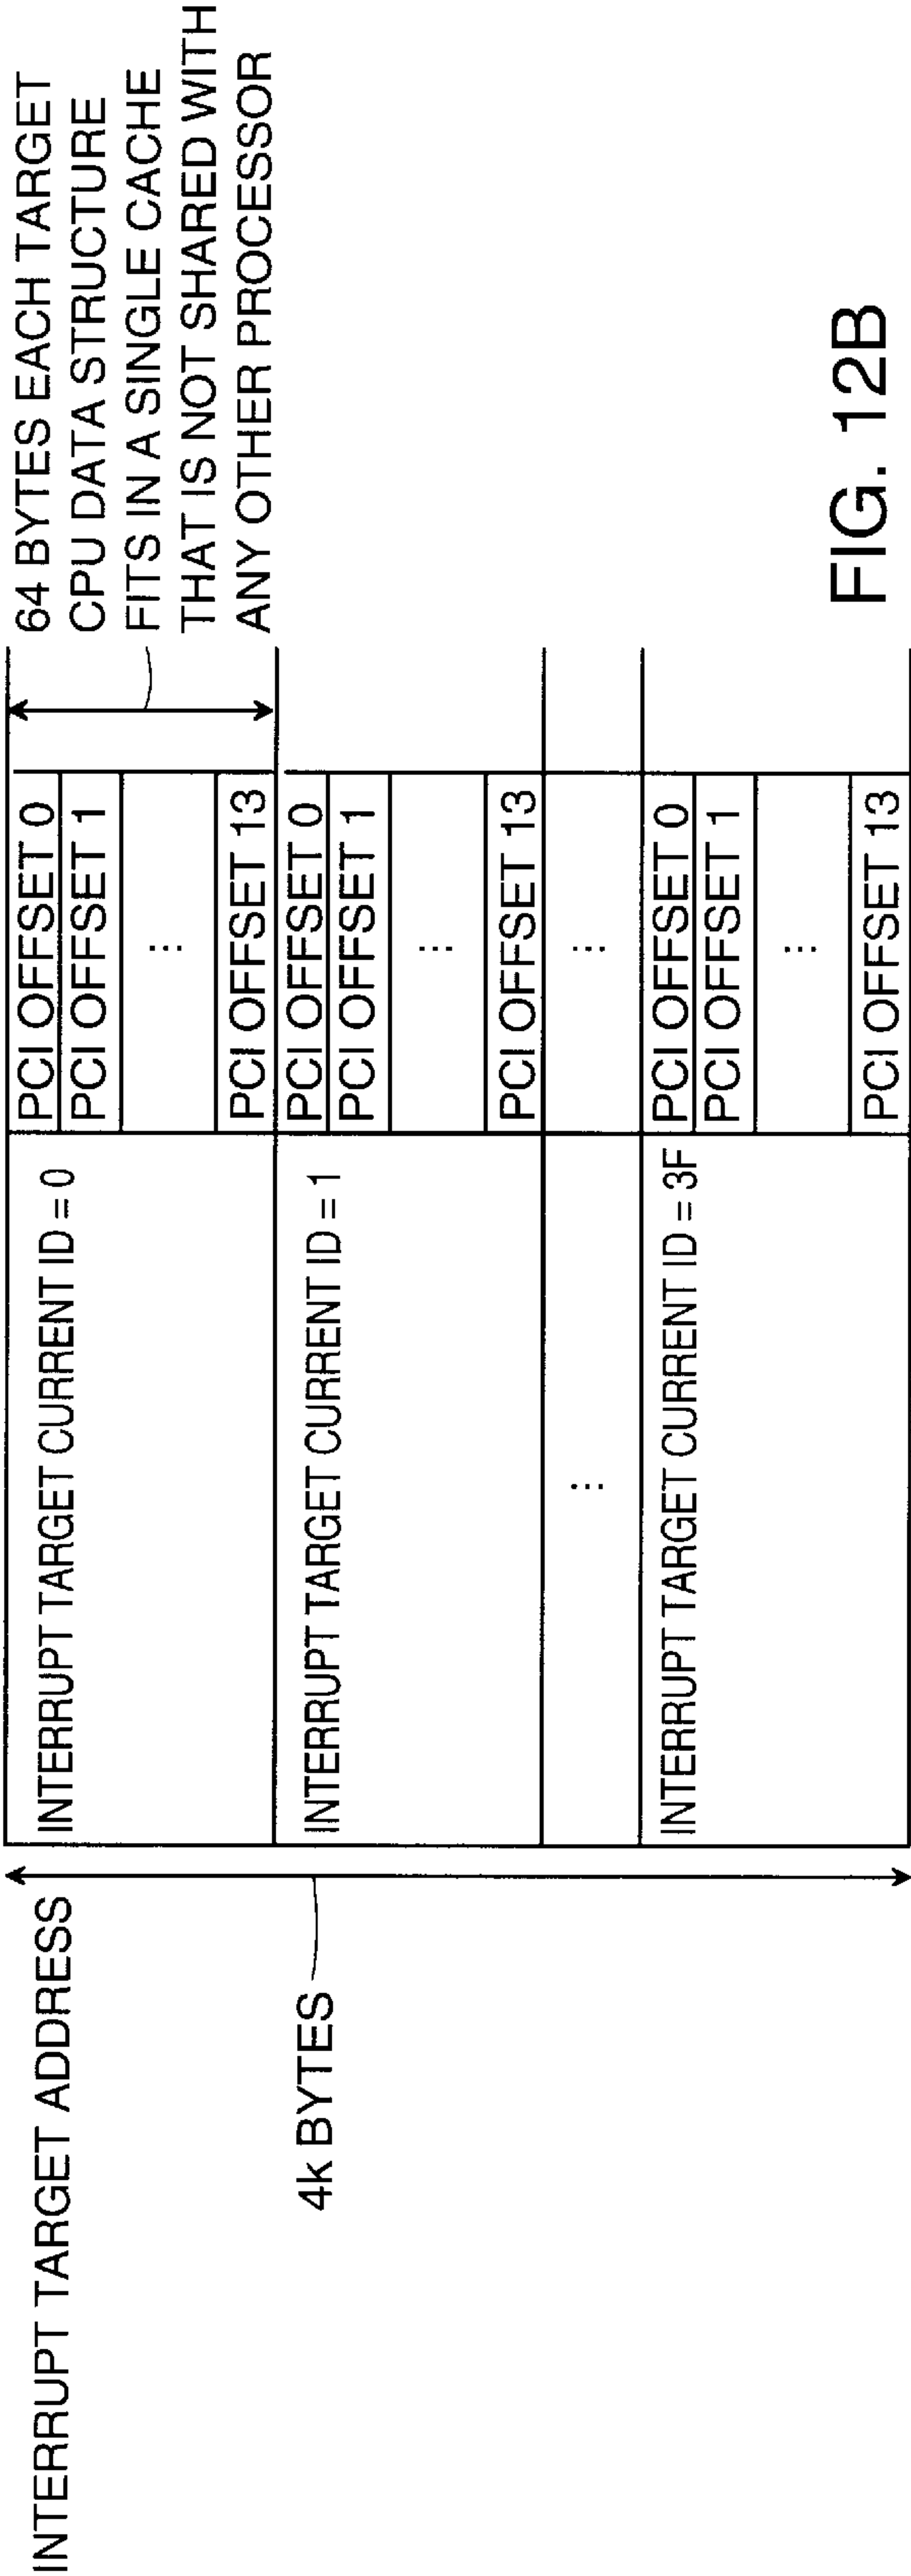 INTERRUPT TARGET ADDRESS
4k BYTES
INTERRUPT TARGET CURRENT ID = 0
PCI OFFSET 0
PCI OFFSET 1
...
PCI OFFSET 13
INTERRUPT TARGET CURRENT ID = 1
PCI OFFSET 0
PCI OFFSET 1
...
PCI OFFSET 13
...
...
INTERRUPT TARGET CURRENT ID = 3F
PCI OFFSET 0
PCI OFFSET 1
...
PCI OFFSET 13
64 BYTES EACH TARGET
CPU DATA STRUCTURE
FITS IN A SINGLE CACHE
THAT IS NOT SHARED WITH
ANY OTHER PROCESSOR
FIG. 12B